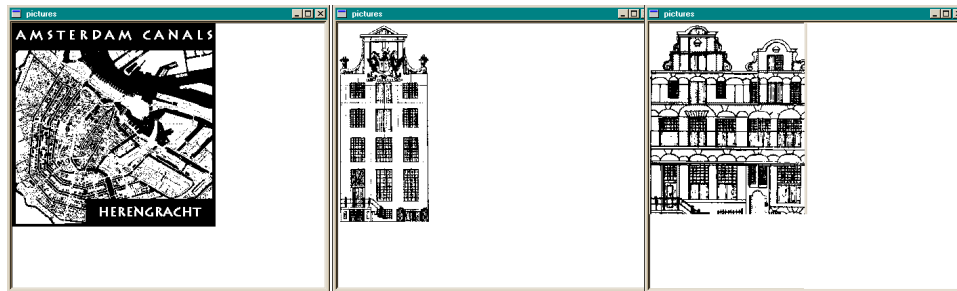 pictures
AMSTERDAM CANALS
HERENGRACHT
pictures
pictures